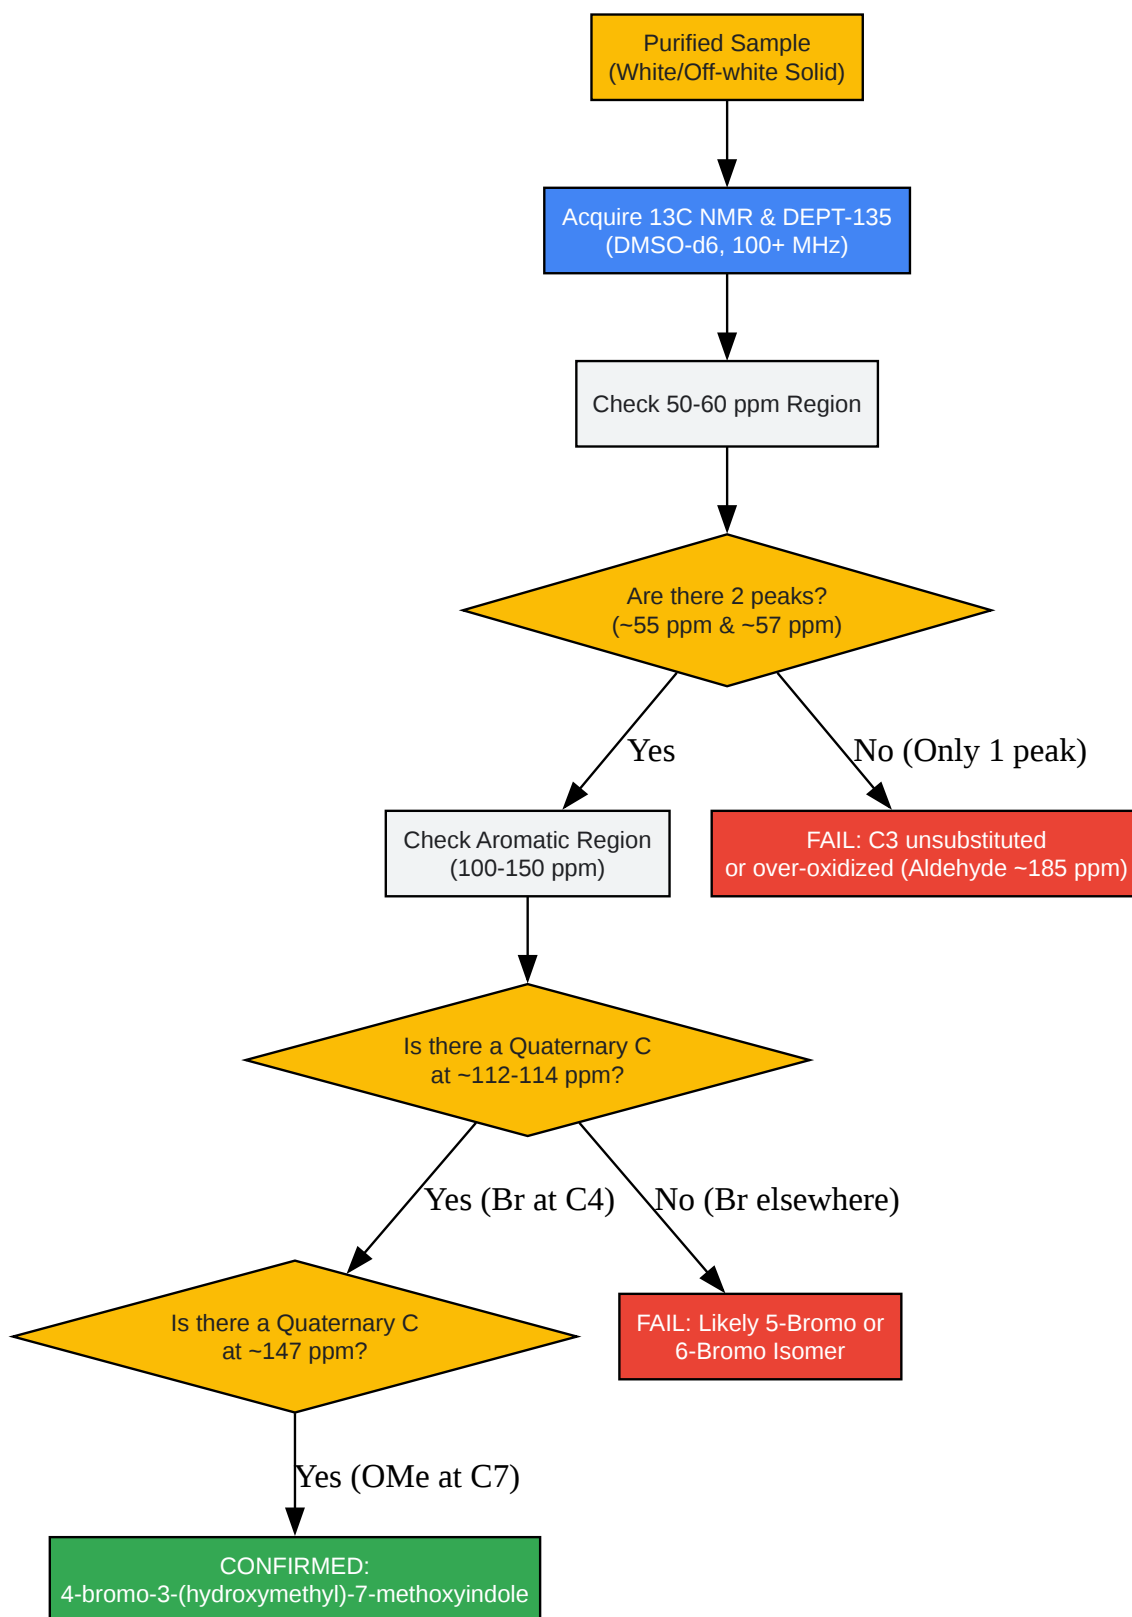 Purified Sample
(White/Off-white Solid)
Acquire 13C NMR & DEPT-135
(DMSO-d6, 100+ MHz)
Check 50-60 ppm Region
Are there 2 peaks?
(~55 ppm & ~57 ppm)
Yes
No (Only 1 peak)
Check Aromatic Region
(100-150 ppm)
FAIL: C3 unsubstituted
or over-oxidized (Aldehyde ~185 ppm)
Is there a Quaternary C
at ~112-114 ppm?
Yes (Br at C4)
No (Br elsewhere)
Is there a Quaternary C
at ~147 ppm?
FAIL: Likely 5-Bromo or
6-Bromo Isomer
Yes (OMe at C7)
CONFIRMED:
4-bromo-3-(hydroxymethyl)-7-methoxyindole